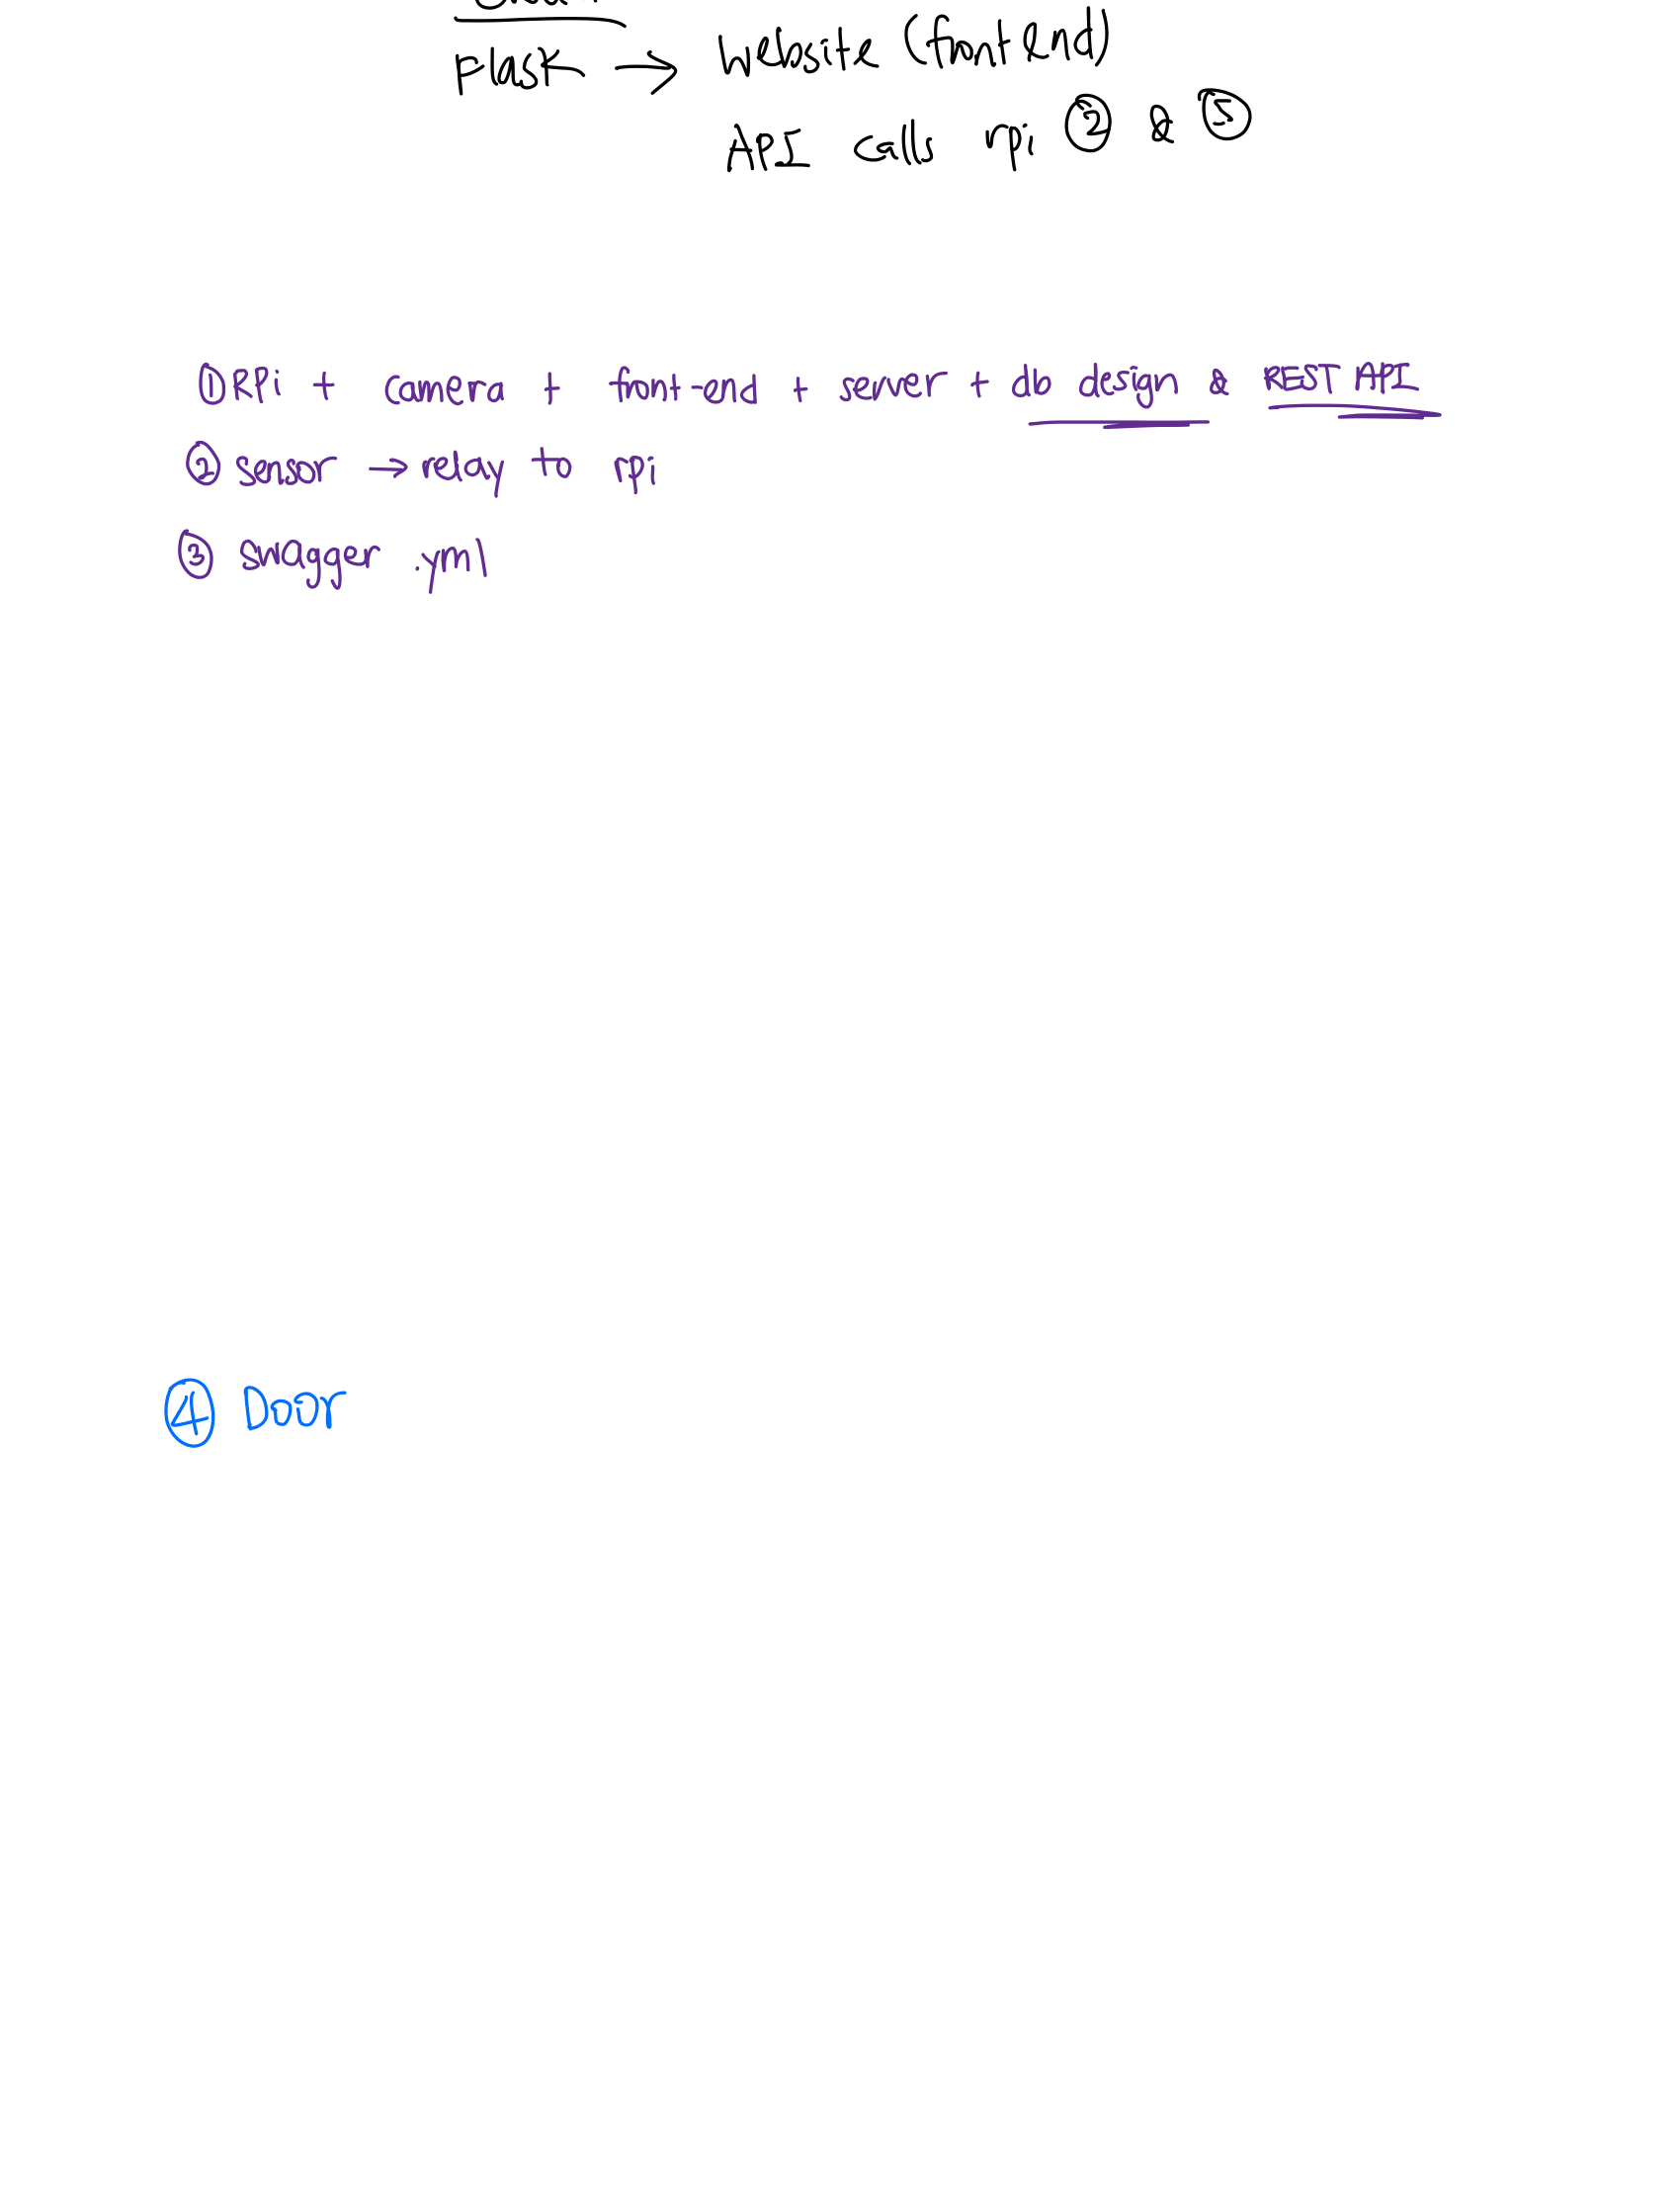 Flask → website (front end)
API calls rpi ② & ⑤
① RPi + camera + front-end + server + db design & REST API
② sensor → relay to rpi
③ swagger .yml
④ Door